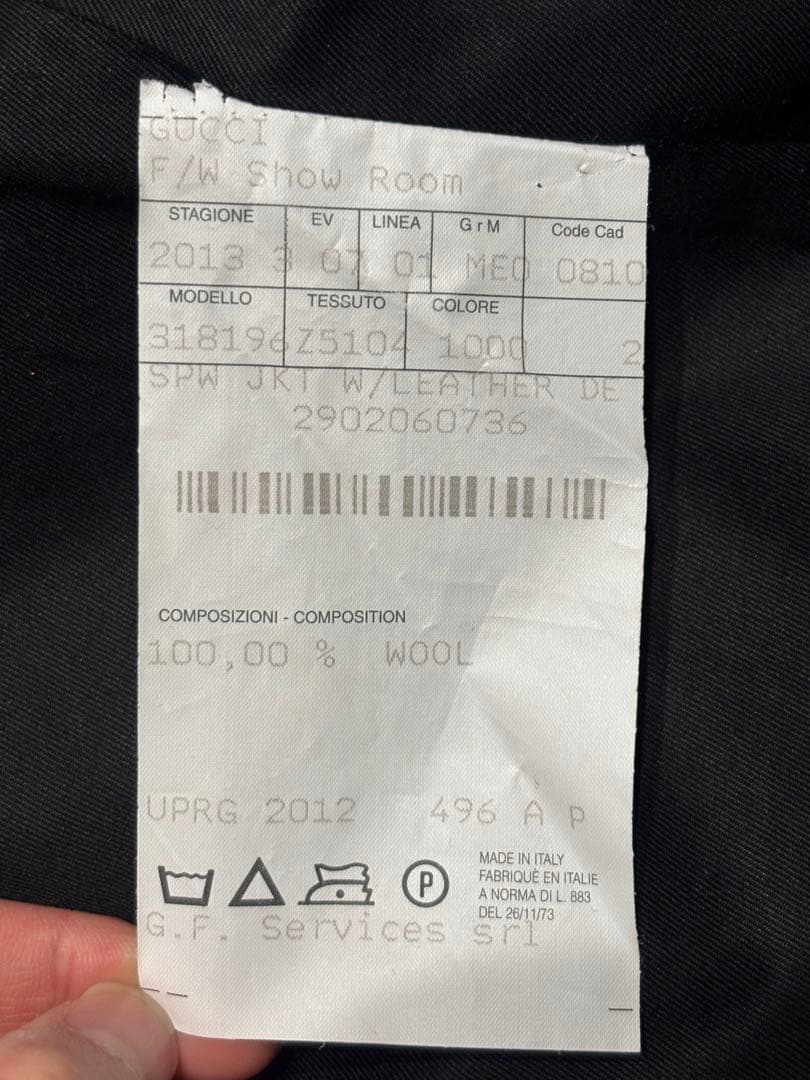 GUCCI
F/W Show Room
STAGIONE EV LINEA G r M Code Cad
2013 3 07 01 MEO 0810
MODELLO TESSUTO COLORE
318196 Z5104 1000 2
SPW JKT W/LEATHER DE
2902060736
COMPOSIZIONI - COMPOSITION
100,00 % WOOL
UPRG 2012 496 A P
P
MADE IN ITALY
FABRIQUÈ EN ITALIE
A NORMA DI L. 883
DEL 26/11/73
G.F. Services srl